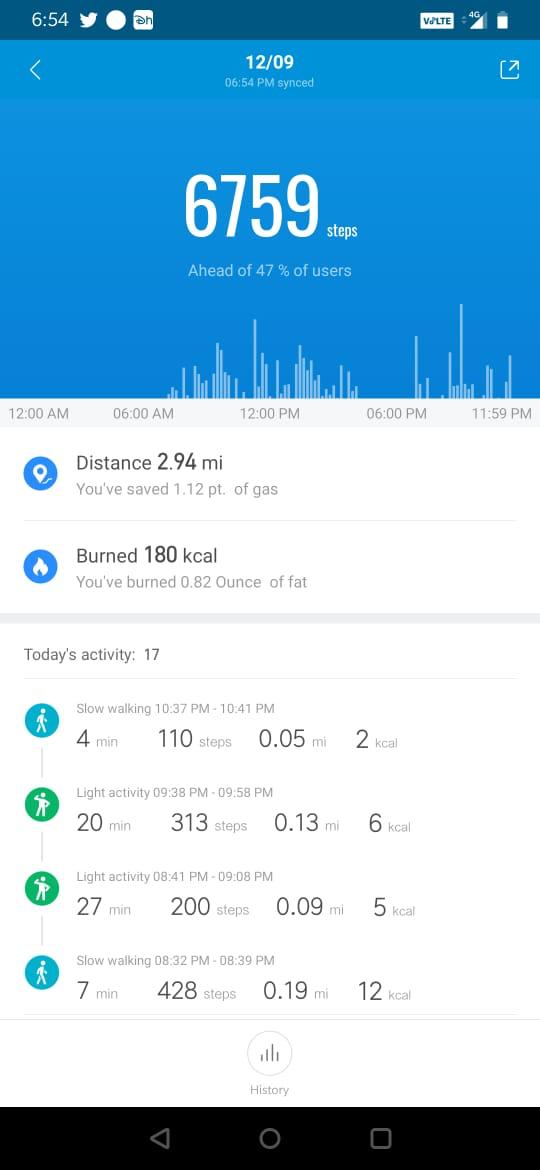 6:54 Dh VoLTE 4G
12/09
06:54 PM synced
6759 steps
Ahead of 47 % of users
12:00 AM 06:00 AM 12:00 PM 06:00 PM 11:59 PM
Distance 2.94 mi
You've saved 1.12 pt. of gas
Burned 180 kcal
You've burned 0.82 Ounce of fat
Today's activity: 17
Slow walking 10:37 PM - 10:41 PM
4 min 110 steps 0.05 mi 2 kcal
Light activity 09:38 PM - 09:58 PM
20 min 313 steps 0.13 mi 6 kcal
Light activity 08:41 PM - 09:08 PM
27 min 200 steps 0.09 mi 5 kcal
Slow walking 08:32 PM - 08:39 PM
7 min 428 steps 0.19 mi 12 kcal
History